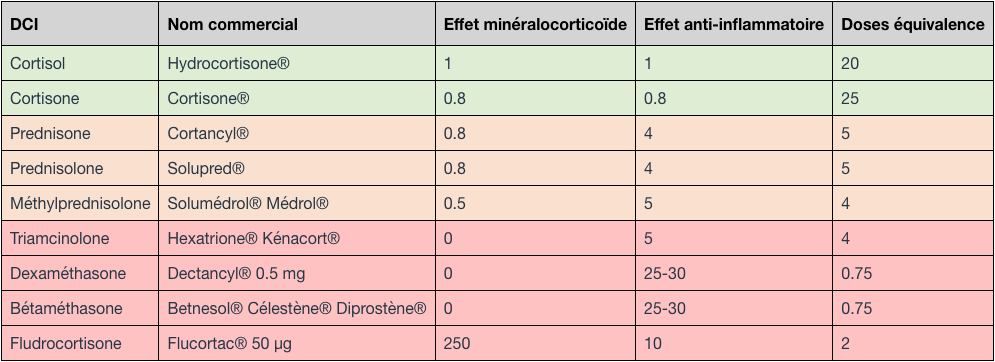 DCI Nom commercial Effet minéralocorticoïde Effet anti-inflammatoire Doses équivalence
Cortisol Hydrocortisone® 1 1 20
Cortisone Cortisone® 0.8 0.8 25
Prednisone Cortancyl® 0.8 4 5
Prednisolone Solupred® 0.8 4 5
Méthylprednisolone Solumédrol® Médrol® 0.5 5 4
Triamcinolone Hexatrione® Kénacort® 0 5 4
Dexaméthasone Dectancyl® 0.5 mg 0 25-30 0.75
Bétaméthasone Betnesol® Célestène® Diprostène® 0 25-30 0.75
Fludrocortisone Flucortac® 50 µg 250 10 2